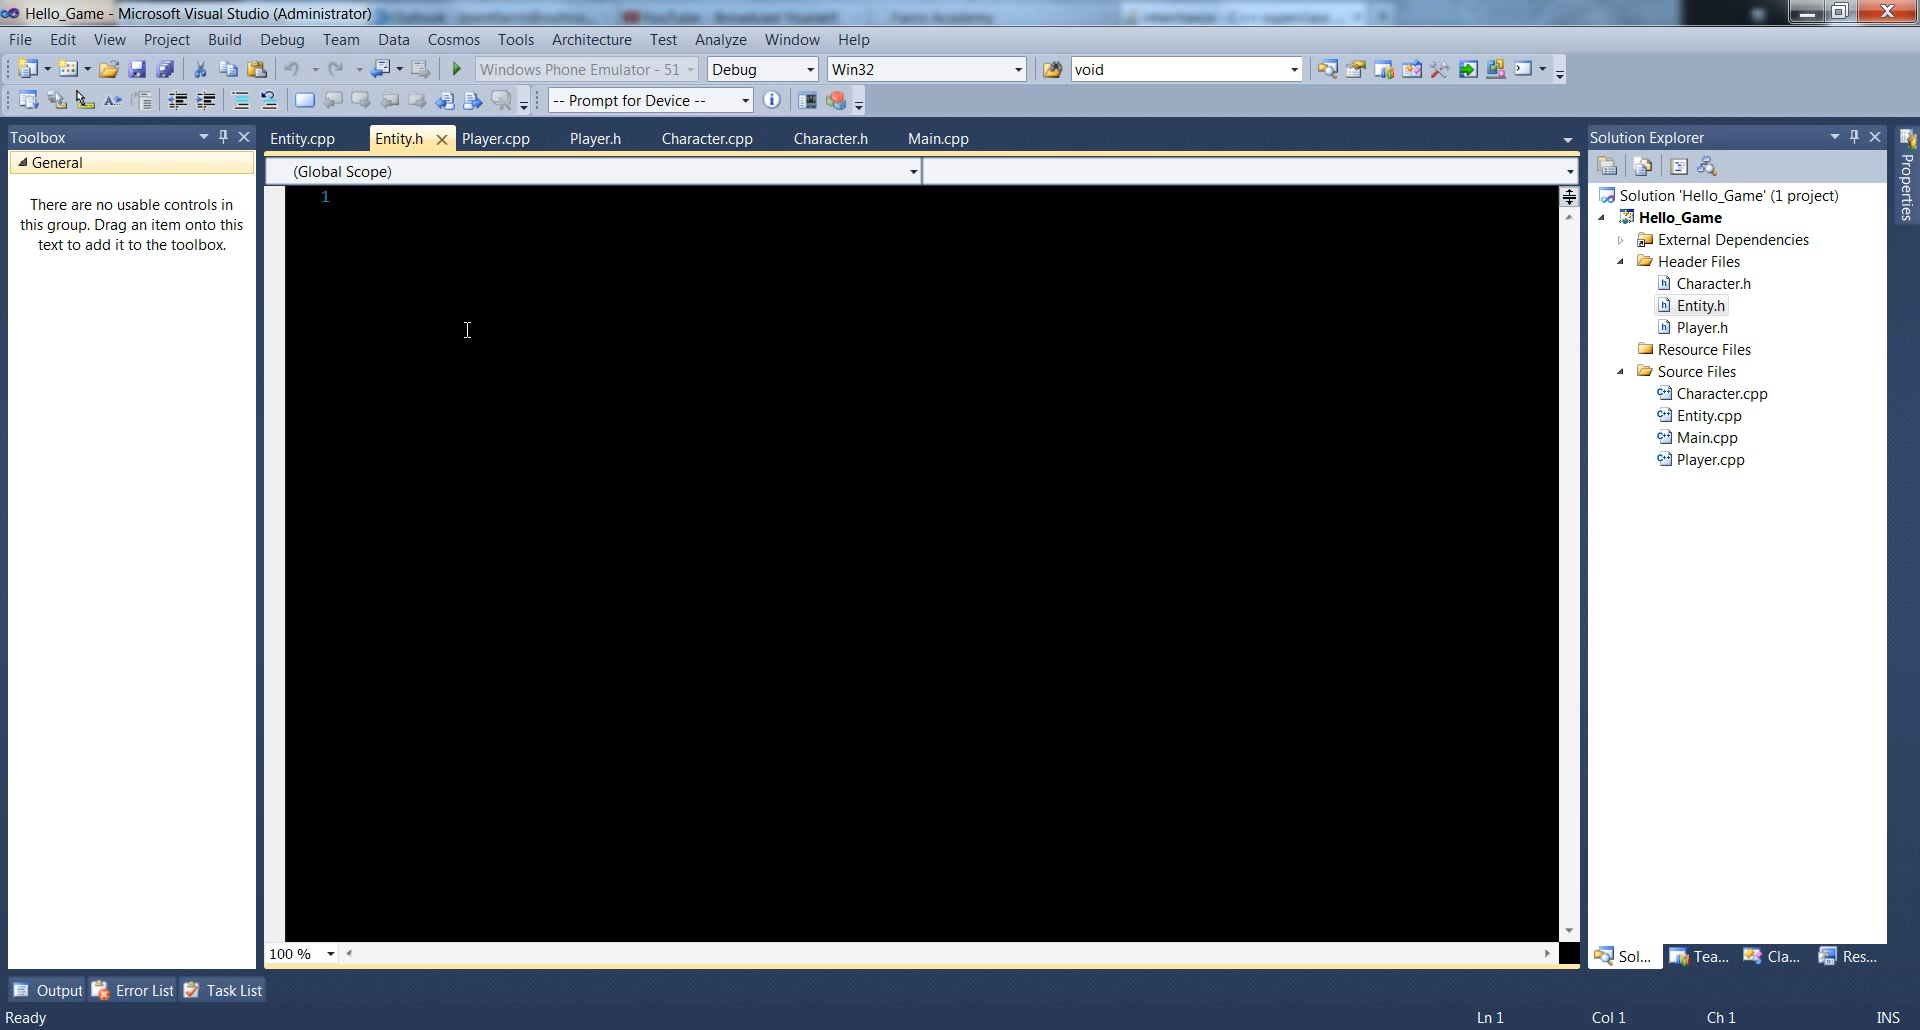 Hello_Game - Microsoft Visual Studio (Administrator)
File Edit View Project Build Debug Team Data Cosmos Tools Architecture Test Analyze Window Help
Windows Phone Emulator - 51 Debug Win32 void
-- Prompt for Device --
Toolbox
General
There are no usable controls in
this group. Drag an item onto this
text to add it to the toolbox.
Entity.cpp Entity.h Player.cpp Player.h Character.cpp Character.h Main.cpp
(Global Scope)
1
100 %
Solution Explorer
Solution 'Hello_Game' (1 project)
Hello_Game
External Dependencies
Header Files
Character.h
Entity.h
Player.h
Resource Files
Source Files
Character.cpp
Entity.cpp
Main.cpp
Player.cpp
Sol... Tea... Cla... Res...
Properties
Output Error List Task List
Ready Ln 1 Col 1 Ch 1 INS